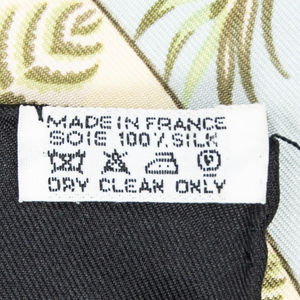 MADE IN FRANCE
SOIE 100% SILK
DRY CLEAN ONLY